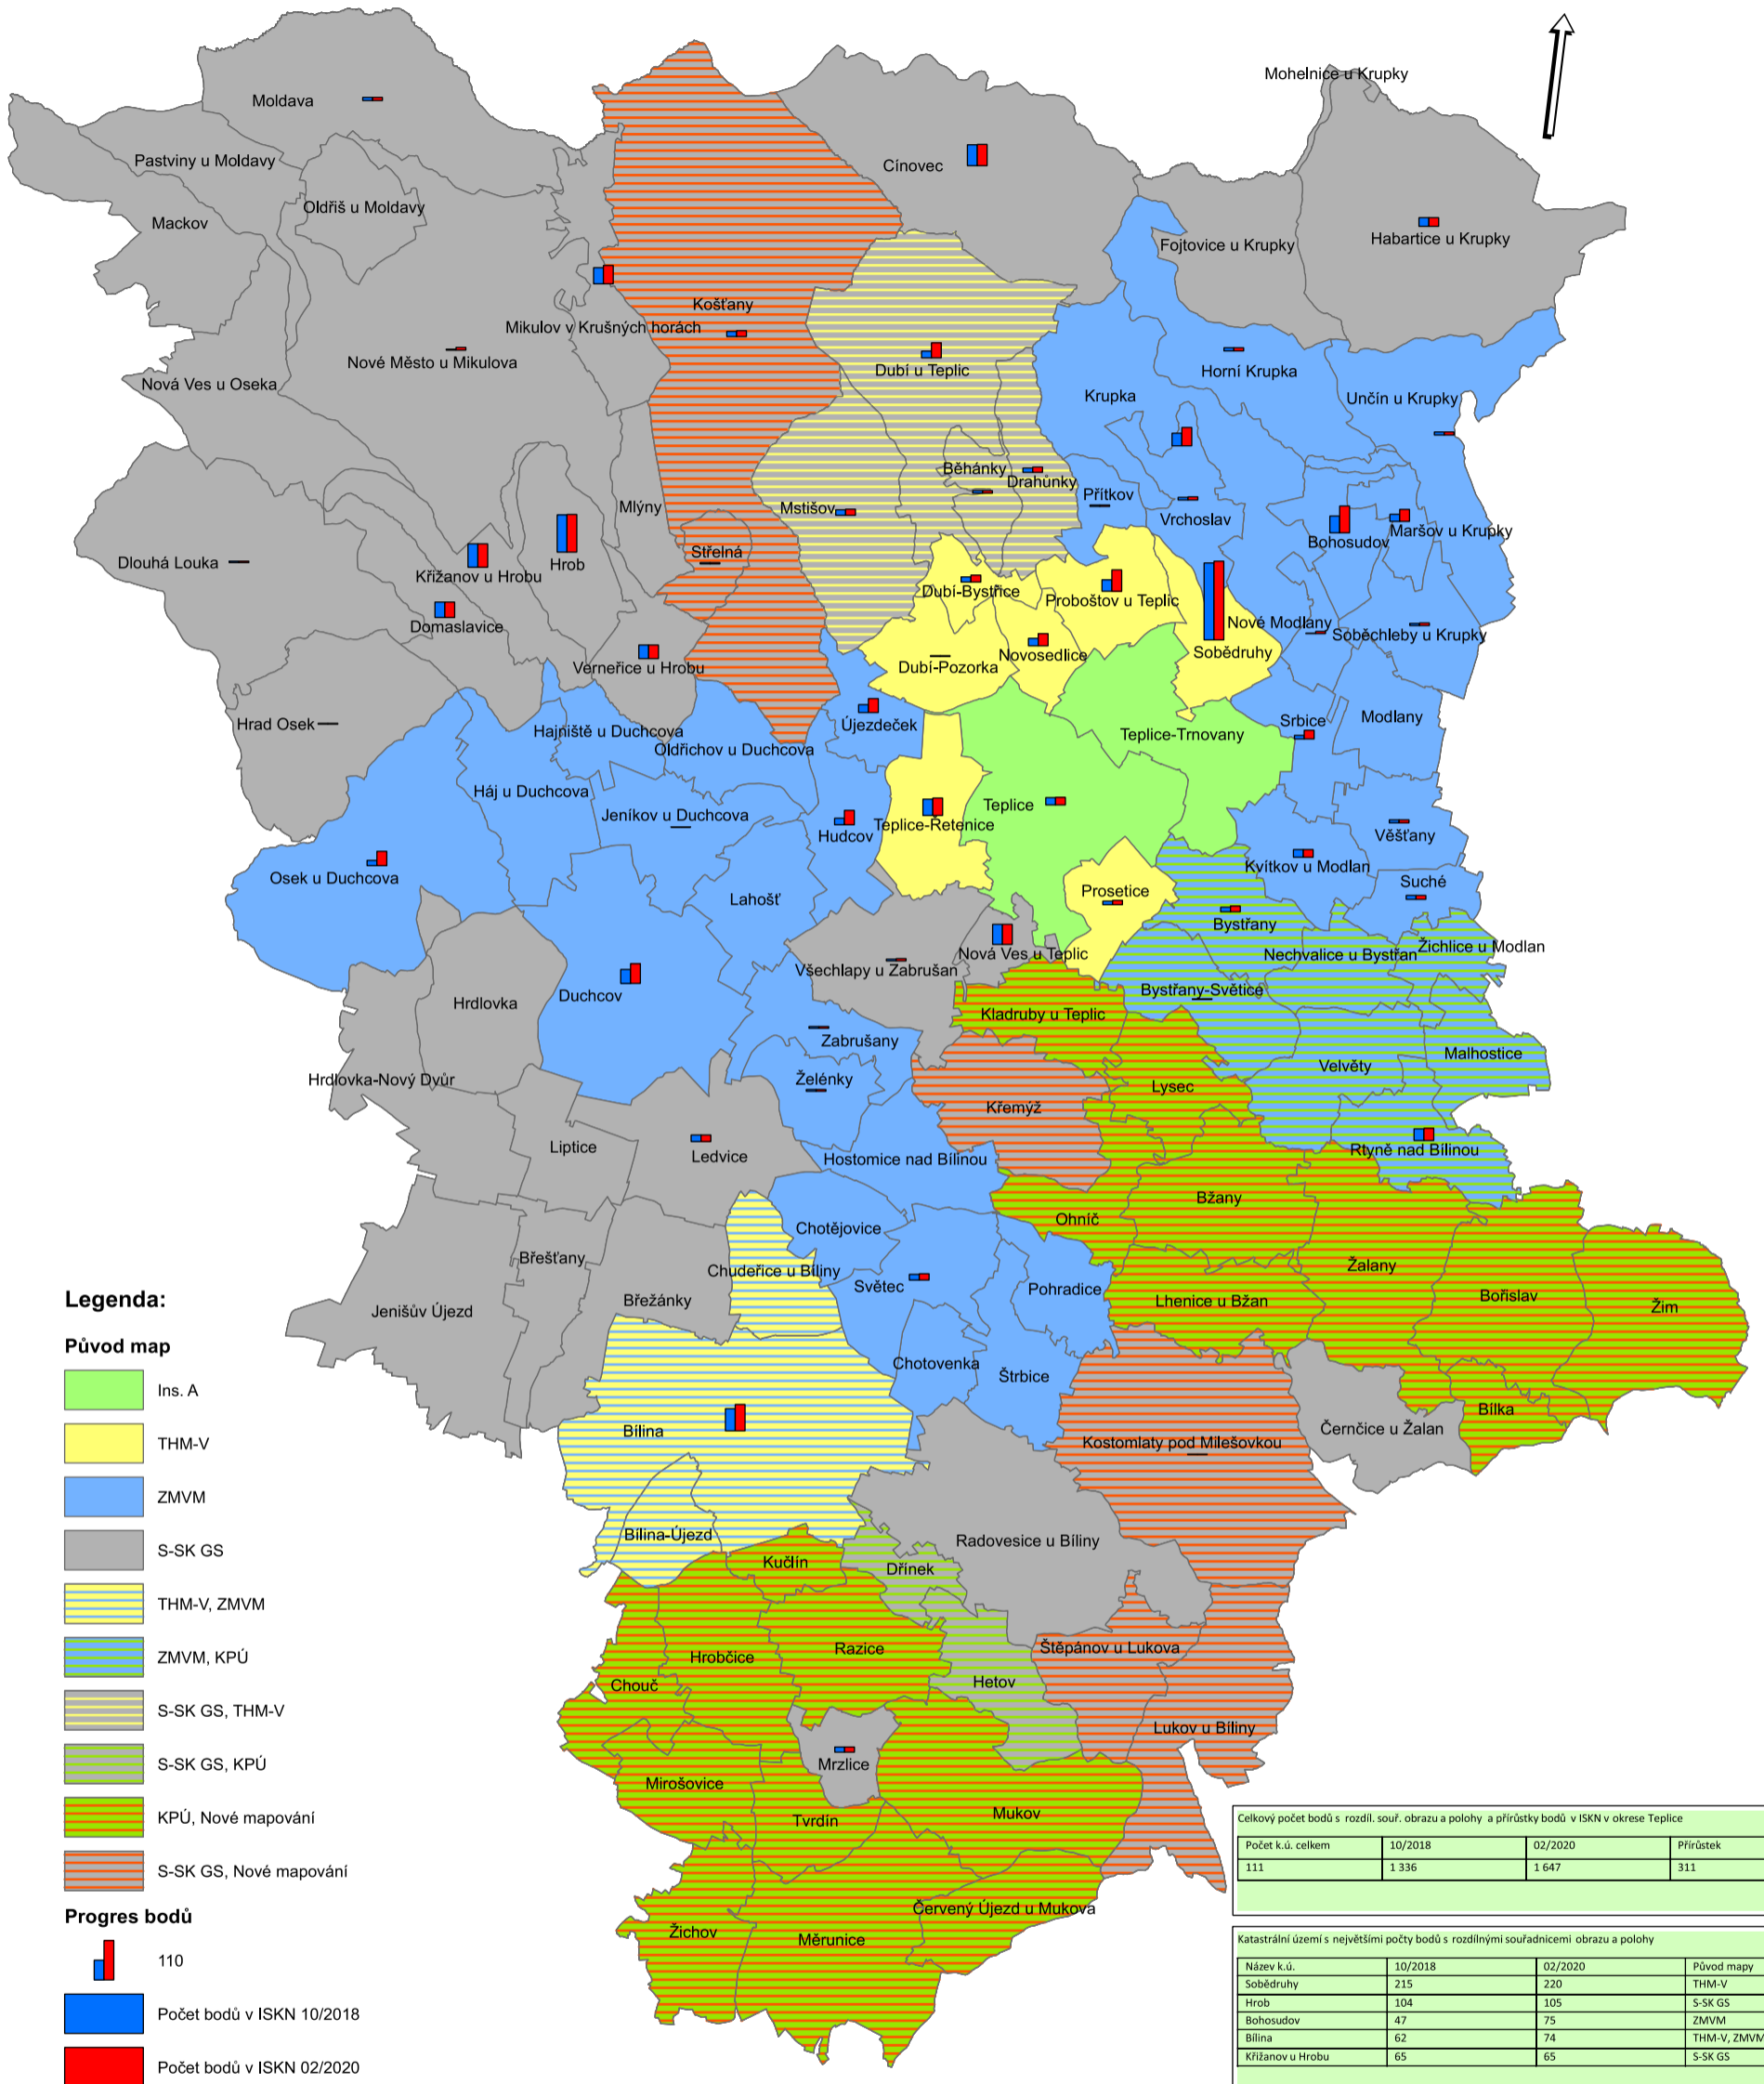 Mohelnice u Krupky
Moldava
Pastviny u Moldavy
Cínovec
Oldřiš u Moldavy
Mackov
Habartice u Krupky
Fojtovice u Krupky
Košťany
Mikulov v Krušných horách
Nové Město u Mikulova
Dubí u Teplic
Horní Krupka
Nová Ves u Oseka
Krupka
Unčín u Krupky
Běhánky
Drahůnky
Přítkov
Mlýny
Mstišov
Vrchoslav
Maršov u Krupky
Bohosudov
Střelná
Dlouhá Louka
Hrob
Křižanov u Hrobu
Dubí-Bystřice
Proboštov u Teplic
Nové Modlany
Domaslavice
Soběchleby u Krupky
Sobědruhy
Novosedlice
Verneřice u Hrobu
Dubí-Pozorka
Hrad Osek
Újezdeček
Srbice
Modlany
Hajniště u Duchcova
Teplice-Trnovany
Oldřichov u Duchcova
Háj u Duchcova
Teplice
Jeníkov u Duchcova
Teplice-Řetenice
Hudcov
Věšťany
Kvítkov u Modlan
Osek u Duchcova
Suché
Prosetice
Lahošť
Bystřany
Žichlice u Modlan
Nová Ves u Teplic
Nechvalice u Bystřan
Všechlapy u Zabrušan
Bystřany-Světice
Duchcov
Hrdlovka
Kladruby u Teplic
Zabrušany
Malhostice
Velvěty
Hrdlovka-Nový Dvůr
Želénky
Lysec
Křemýž
Liptice
Rtyně nad Bílinou
Ledvice
Hostomice nad Bílinou
Bžany
Ohníč
Chotějovice
Břešťany
Žalany
Chudeřice u Bíliny
Světec
Pohradice
Bořislav
Lhenice u Bžan
Břežánky
Žim
Jenišův Újezd
Chotovenka
Štrbice
Bílka
Černčice u Žalan
Bílina
Kostomlaty pod Milešovkou
Bílina-Újezd
Radovesice u Bíliny
Kučlín
Dřínek
Razice
Štěpánov u Lukova
Hrobčice
Hetov
Chouč
Lukov u Bíliny
Mrzlice
Mirošovice
Mukov
Tvrdín
Červený Újezd u Mukova
Žichov
Měrunice
Legenda:
Původ map
Ins. A
THM-V
ZMVM
S-SK GS
THM-V, ZMVM
ZMVM, KPÚ
S-SK GS, THM-V
S-SK GS, KPÚ
KPÚ, Nové mapování
S-SK GS, Nové mapování
Progres bodů
110
Počet bodů v ISKN 10/2018
Počet bodů v ISKN 02/2020
Celkový počet bodů s rozdíl. souř. obrazu a polohy a přírůstky bodů v ISKN v okrese Teplice
Počet k.ú. celkem 10/2018 02/2020 Přírůstek
111 1 336 1 647 311
Katastrální území s největšími počty bodů s rozdílnými souřadnicemi obrazu a polohy
Název k.ú. 10/2018 02/2020 Původ mapy
Sobědruhy 215 220 THM-V
Hrob 104 105 S-SK GS
Bohosudov 47 75 ZMVM
Bílina 62 74 THM-V, ZMVM
Křižanov u Hrobu 65 65 S-SK GS